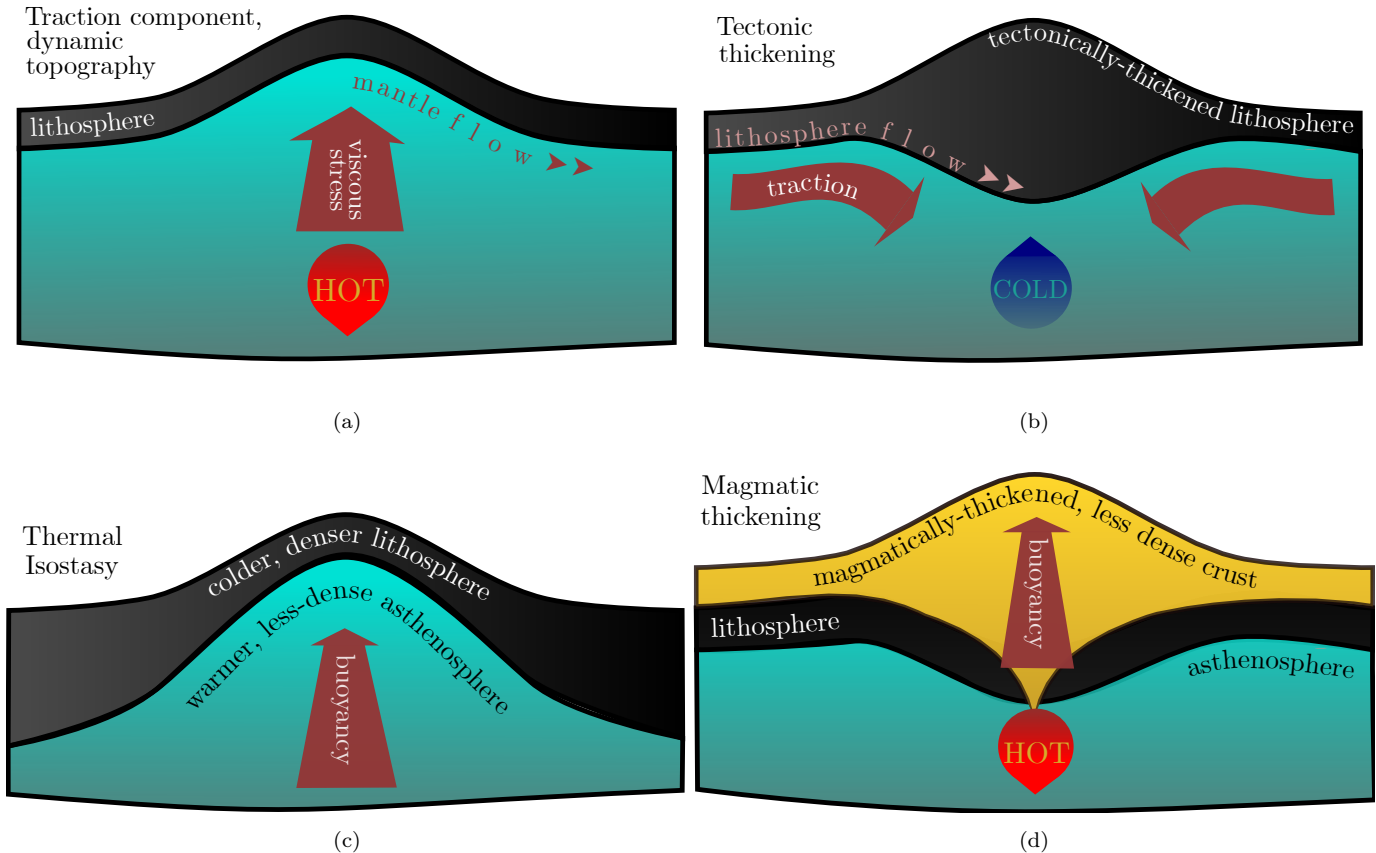 Traction component,
dynamic
topography
lithosphere
mantle flow
viscous
stress
HOT
(a)
Tectonic
thickening
tectonically-thickened lithosphere
lithosphere flow
traction
COLD
(b)
Thermal
Isostasy
colder, denser lithosphere
warmer, less-dense asthenosphere
buoyancy
(c)
Magmatic
thickening
magmatically-thickened, less dense crust
buoyancy
lithosphere
asthenosphere
HOT
(d)